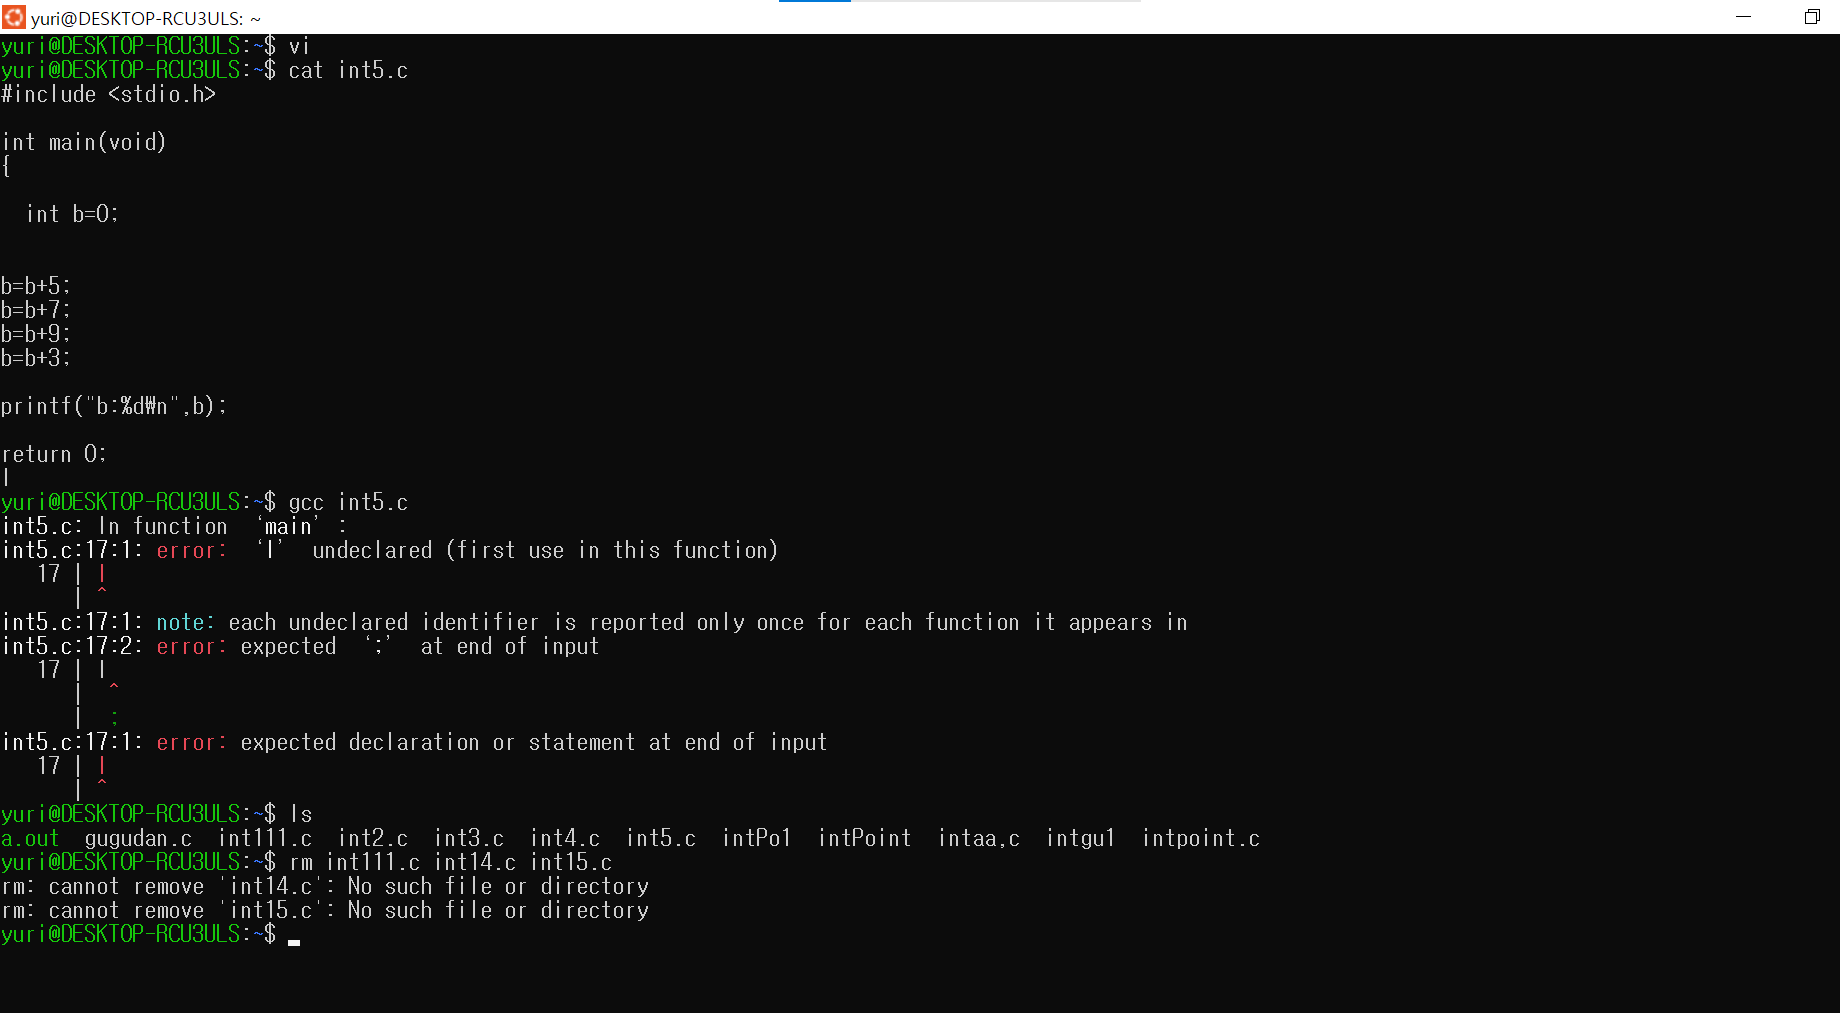 yuri@DESKTOP-RCU3ULS: ~
yuri@DESKTOP-RCU3ULS:~$ vi
yuri@DESKTOP-RCU3ULS:~$ cat int5.c
#include <stdio.h>
int main(void)
{
int b=0;
b=b+5;
b=b+7;
b=b+9;
b=b+3;
printf("b:%d₩n",b);
return 0;
l
yuri@DESKTOP-RCU3ULS:~$ gcc int5.c
int5.c: In function ‘main’ :
int5.c:17:1: error: ‘l’ undeclared (first use in this function)
17 | l
| ^
int5.c:17:1: note: each undeclared identifier is reported only once for each function it appears in
int5.c:17:2: error: expected ‘;’ at end of input
17 | l
| ^
| ;
int5.c:17:1: error: expected declaration or statement at end of input
17 | l
| ^
yuri@DESKTOP-RCU3ULS:~$ ls
a.out gugudan.c int111.c int2.c int3.c int4.c int5.c intPo1 intPoint intaa,c intgu1 intpoint.c
yuri@DESKTOP-RCU3ULS:~$ rm int111.c int14.c int15.c
rm: cannot remove 'int14.c': No such file or directory
rm: cannot remove 'int15.c': No such file or directory
yuri@DESKTOP-RCU3ULS:~$